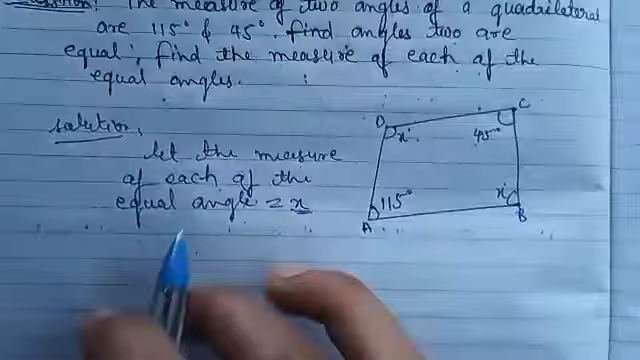 Question: The measure of two angles of a quadrilateral
are 115° & 45°. find angles two are
equal, find the measure of each of the
equal angles.
solution,
let the measure
of each of the
equal angle = x
D
x°
C
45°
115°
x°
A
B